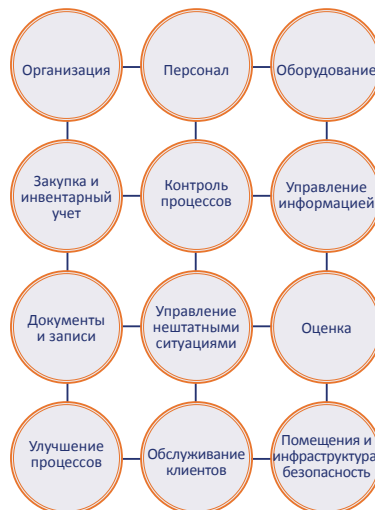 Организация
Персонал
Оборудование
Закупка и
инвентарный
учет
Контроль
процессов
Управление
информацией
Документы
и записи
Управление
нештатными
ситуациями
Оценка
Улучшение
процессов
Обслуживание
клиентов
Помещения и
инфраструктура,
безопасность